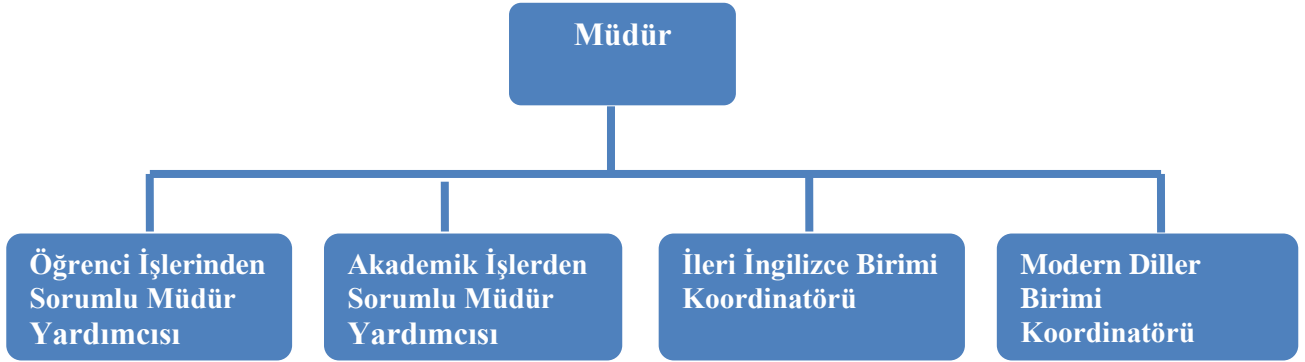 Müdür
Öğrenci İşlerinden
Sorumlu Müdür
Yardımcısı
Akademik İşlerden
Sorumlu Müdür
Yardımcısı
İleri İngilizce Birimi
Koordinatörü
Modern Diller
Birimi
Koordinatörü